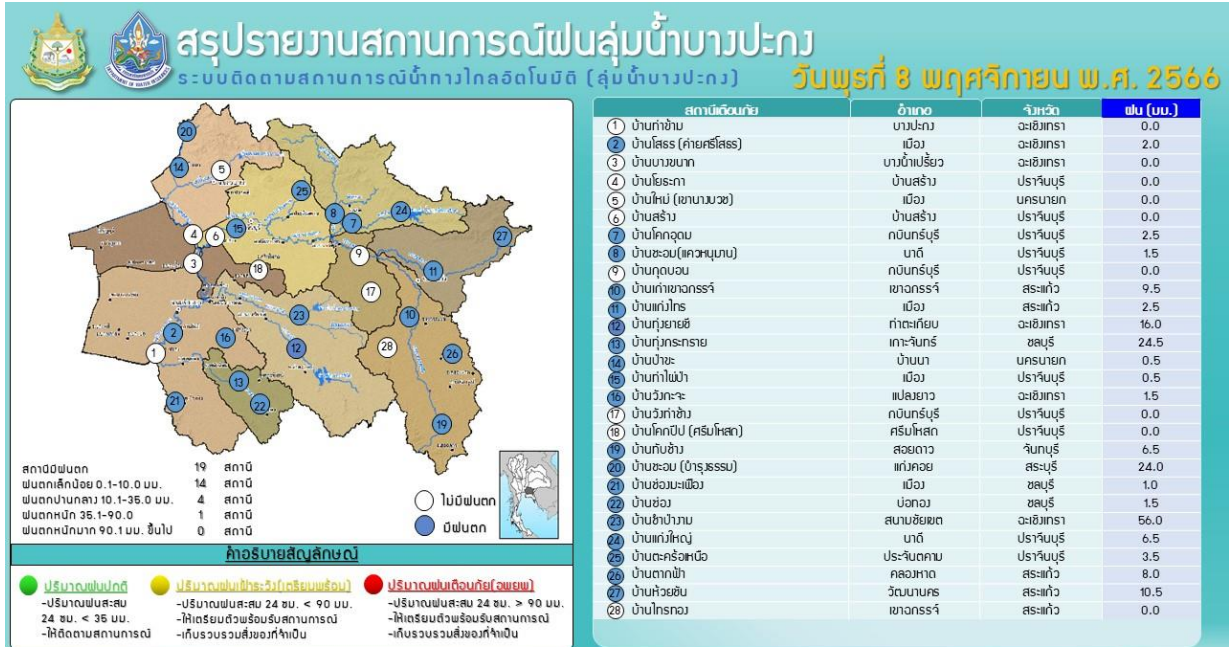 สรุปรายงานสถานการณ์ฝนลุ่มน้ำบางปะกง
ระบบติดตามสถานการณ์น้ำทางไกลอัตโนมัติ (ลุ่มน้ำบางปะกง)
วันพุธที่ 8 พฤศจิกายน พ.ศ. 2566
สถานีเตือนภัย อำเภอ จังหวัด ฝน (มม.)
1 บ้านท่าข้าม บางปะกง ฉะเชิงเทรา 0.0
2 บ้านโสธร (ค่ายศรีโสธร) เมือง ฉะเชิงเทรา 2.0
3 บ้านบางขนาก บางน้ำเปรี้ยว ฉะเชิงเทรา 0.0
4 บ้านโยธะกา บ้านสร้าง ปราจีนบุรี 0.0
5 บ้านใหม่ (เขานางบวช) เมือง นครนายก 0.0
6 บ้านสร้าง บ้านสร้าง ปราจีนบุรี 0.0
7 บ้านโคกอุดม กบินทร์บุรี ปราจีนบุรี 2.5
8 บ้านซะอม(แควหนุมาน) นาดี ปราจีนบุรี 1.5
9 บ้านกุดบอน กบินทร์บุรี ปราจีนบุรี 0.0
10 บ้านเก่าเขาฉกรรจ์ เขาฉกรรจ์ สระแก้ว 9.5
11 บ้านแก่งไทร เมือง สระแก้ว 2.5
12 บ้านทุ่งยายชี ท่าตะเกียบ ฉะเชิงเทรา 16.0
13 บ้านทุ่งกระทราย เกาะจันทร์ ชลบุรี 24.5
14 บ้านป่าขะ บ้านนา นครนายก 0.5
15 บ้านท่าไผ่ป่า เมือง ปราจีนบุรี 0.5
16 บ้านวังกะจะ แปลงยาว ฉะเชิงเทรา 1.5
17 บ้านวังท่าช้าง กบินทร์บุรี ปราจีนบุรี 0.0
18 บ้านโคกปีป (ศรีมโหสถ) ศรีมโหสถ ปราจีนบุรี 0.0
19 บ้านทับช้าง สอยดาว จันทบุรี 6.5
20 บ้านซะอม (บำรุงธรรม) แก่งคอย สระบุรี 24.0
21 บ้านช่องมะเฟือง เมือง ชลบุรี 1.0
22 บ้านช่อง บ่อทอง ชลบุรี 1.5
23 บ้านชำป่างาม สนามชัยเขต ฉะเชิงเทรา 56.0
24 บ้านแก่งใหญ่ นาดี ปราจีนบุรี 6.5
25 บ้านตะคร้อเหนือ ประจันตคาม ปราจีนบุรี 3.5
26 บ้านตากฟ้า คลองหาด สระแก้ว 8.0
27 บ้านห้วยชัน วัฒนานคร สระแก้ว 10.5
28 บ้านไทรทอง เขาฉกรรจ์ สระแก้ว 0.0
สถานีมีฝนตก 19 สถานี
ฝนตกเล็กน้อย 0.1-10.0 มม. 14 สถานี
ฝนตกปานกลาง 10.1-35.0 มม. 4 สถานี
ฝนตกหนัก 35.1-90.0 1 สถานี
ฝนตกหนักมาก 90.1 มม. ขึ้นไป 0 สถานี
ไม่มีฝนตก
มีฝนตก
คำอธิบายสัญลักษณ์
ปริมาณฝนปกติ
-ปริมาณฝนสะสม
24 ชม. < 35 มม.
-ให้ติดตามสถานการณ์
ปริมาณฝนเฝ้าระวัง(เตรียมพร้อม)
-ปริมาณฝนสะสม 24 ชม. < 90 มม.
-ให้เตรียมตัวพร้อมรับสถานการณ์
-เก็บรวบรวมสิ่งของที่จำเป็น
ปริมาณฝนเตือนภัย(อพยพ)
-ปริมาณฝนสะสม 24 ชม. > 90 มม.
-ให้เตรียมตัวพร้อมรับสถานการณ์
-เก็บรวบรวมสิ่งของที่จำเป็น